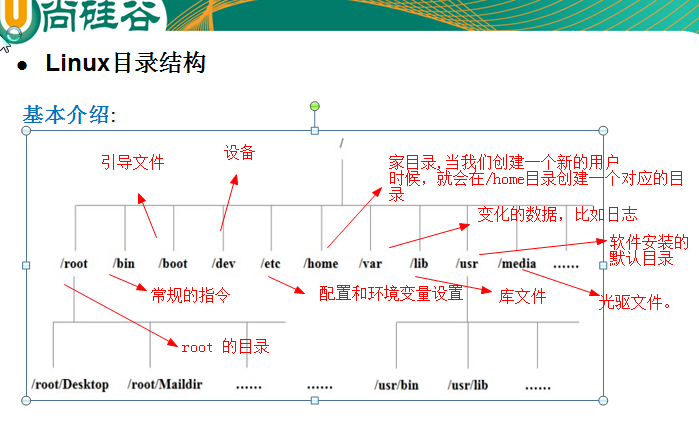 尚硅谷
● Linux目录结构
基本介绍:
/
引导文件
设备
家目录,当我们创建一个新的用户
时候，就会在/home目录创建一个对应的目
录
变化的数据，比如日志
软件安装的
默认目录
/root /bin /boot /dev /etc /home /var /lib /usr /media ……
常规的指令
配置和环境变量设置
库文件
光驱文件。
root 的目录
/root/Desktop /root/Maildir …… …… /usr/bin /usr/lib ……